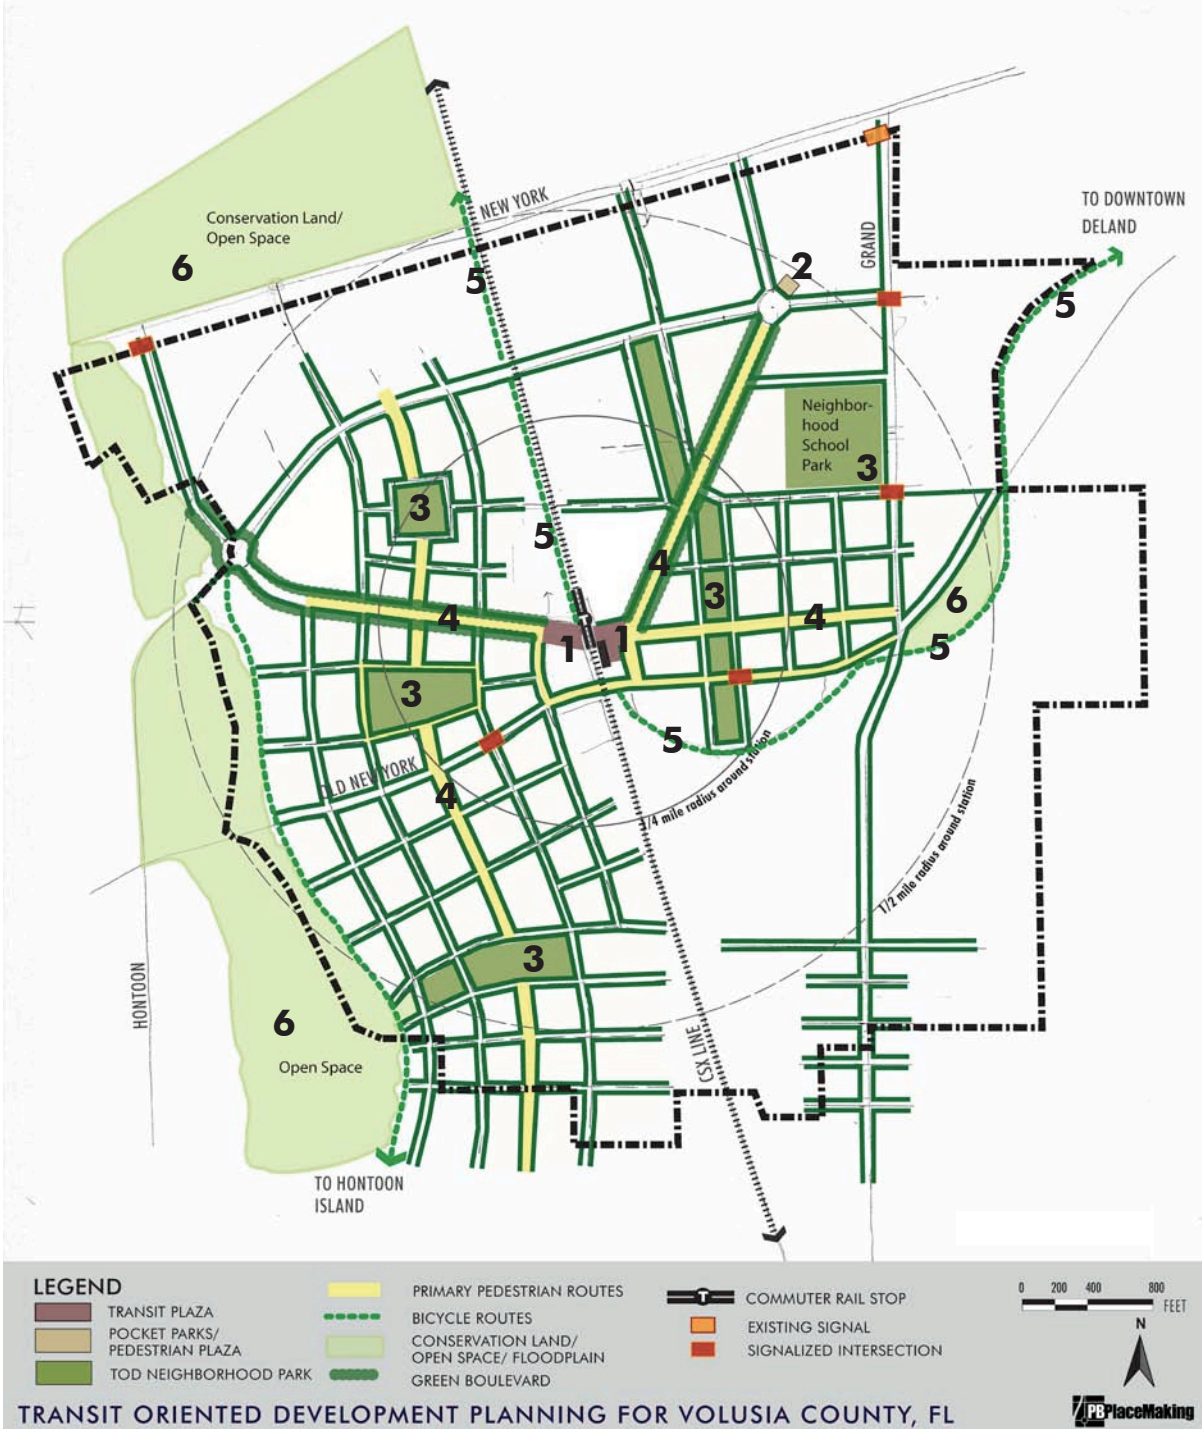 NEW YORK
Conservation Land/
Open Space
6
5
2
GRAND
TO DOWNTOWN
DELAND
5
Neighbor-
hood
School
Park
3
3
5
4
3
4
6
4
1
1
5
3
5
OLD NEW YORK
4
1/4 mile radius around station
1/2 mile radius around station
3
HONTOON
6
Open Space
CSX LINE
TO HONTOON
ISLAND
LEGEND
TRANSIT PLAZA
POCKET PARKS/
PEDESTRIAN PLAZA
TOD NEIGHBORHOOD PARK
PRIMARY PEDESTRIAN ROUTES
BICYCLE ROUTES
CONSERVATION LAND/
OPEN SPACE/ FLOODPLAIN
GREEN BOULEVARD
T
COMMUTER RAIL STOP
EXISTING SIGNAL
SIGNALIZED INTERSECTION
0 200 400 800
FEET
N
TRANSIT ORIENTED DEVELOPMENT PLANNING FOR VOLUSIA COUNTY, FL
PBPlaceMaking